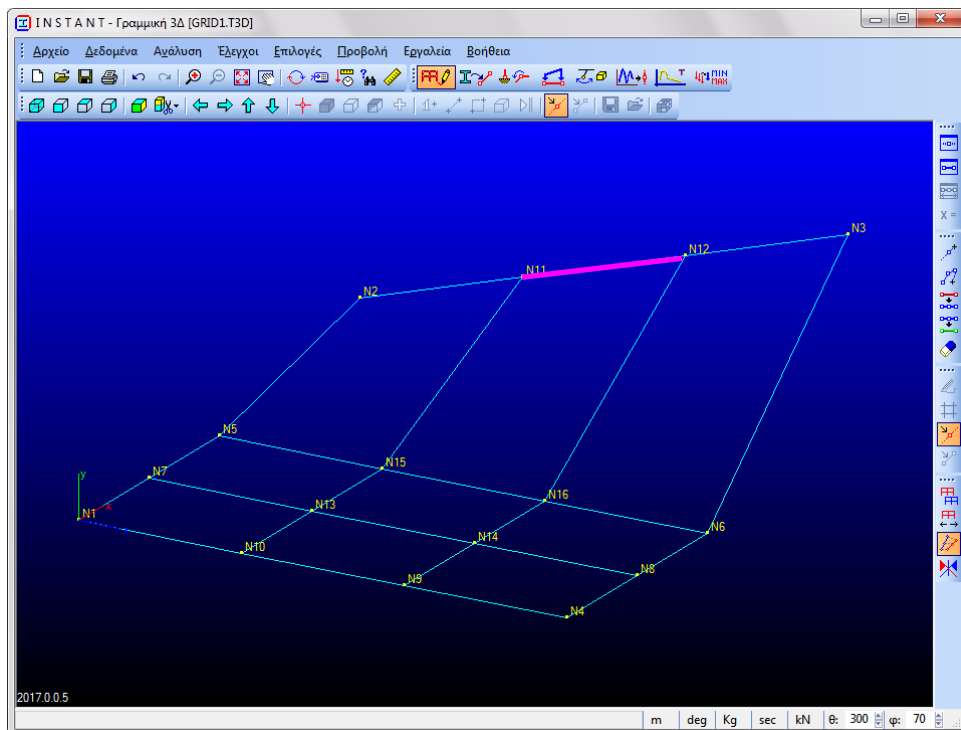 I N S T A N T - Γραμμική 3Δ [GRID1.T3D]
Αρχείο Δεδομένα Ανάλυση Έλεγχοι Επιλογές Προβολή Εργαλεία Βοήθεια
MIN
MAX
N3
N12
N11
N2
X =
N5
N15
N7
N16
y
N13
x
N1
N6
N14
N10
N8
N9
N4
2017.0.0.5
m deg Kg sec kN θ: 300 φ: 70